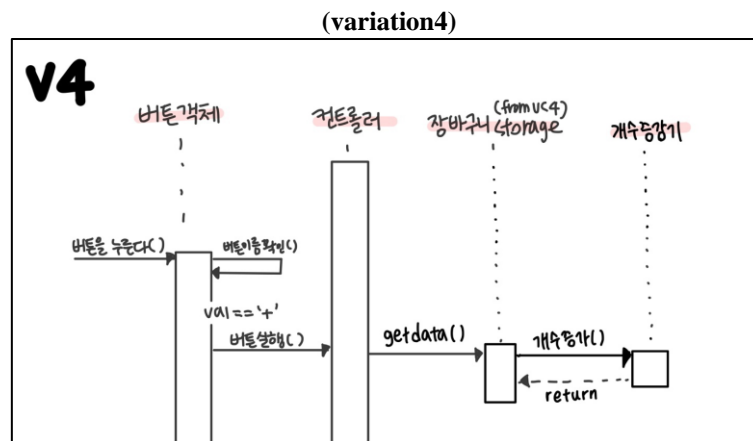 (variation4)
V4
버튼객체
컨트롤러
장바구니 storage
(from UC4)
개수증감기
버튼을 누른다()
버튼이름확인()
val=='+'
버튼실행()
getdata()
개수증가()
return